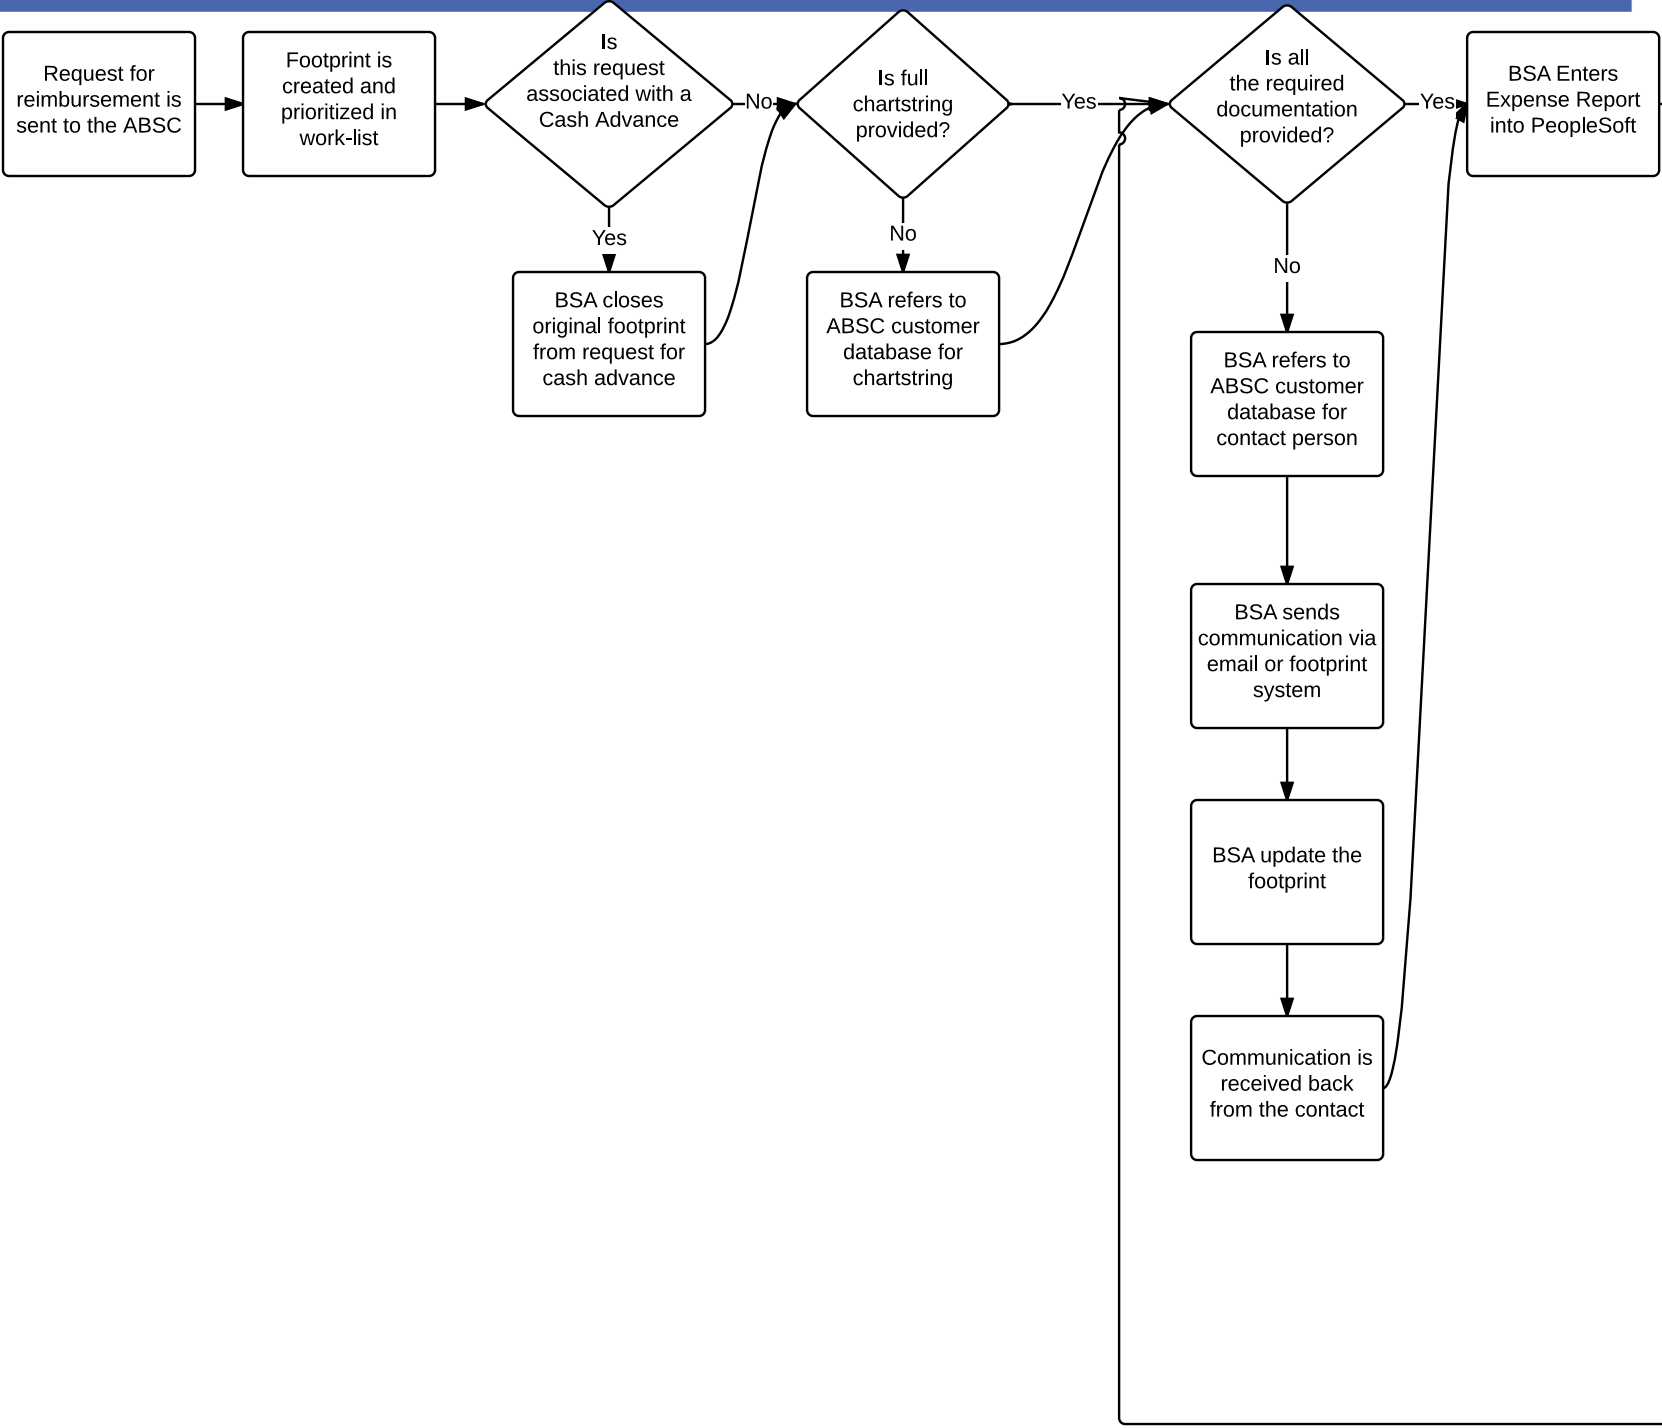 Request for
reimbursement is
sent to the ABSC
Footprint is
created and
prioritized in
work-list
Is
this request
associated with a
Cash Advance
No
Is full
chartstring
provided?
Yes
Is all
the required
documentation
provided?
Yes
BSA Enters
Expense Report
into PeopleSoft
Yes
No
No
BSA closes
original footprint
from request for
cash advance
BSA refers to
ABSC customer
database for
chartstring
BSA refers to
ABSC customer
database for
contact person
BSA sends
communication via
email or footprint
system
BSA update the
footprint
Communication is
received back
from the contact